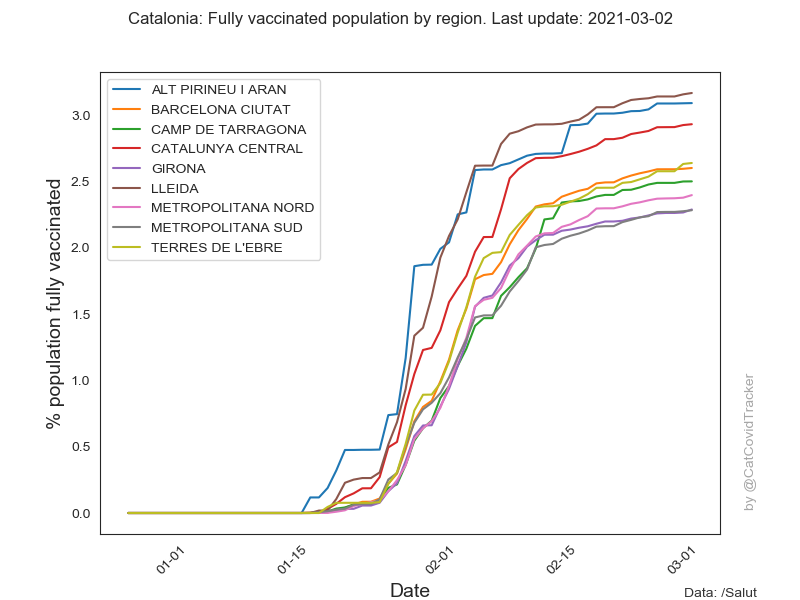 Catalonia: Fully vaccinated population by region. Last update: 2021-03-02
ALT PIRINEU I ARAN
BARCELONA CIUTAT
CAMP DE TARRAGONA
CATALUNYA CENTRAL
GIRONA
LLEIDA
METROPOLITANA NORD
METROPOLITANA SUD
TERRES DE L'EBRE
% population fully vaccinated
3.0
2.5
2.0
1.5
1.0
0.5
0.0
01-01
01-15
02-01
02-15
03-01
Date
by @CatCovidTracker
Data: /Salut